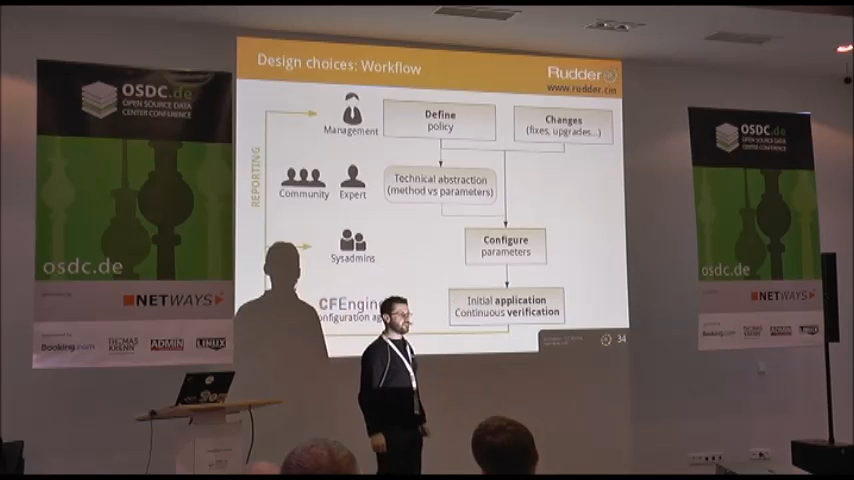 OSDC.de
OPEN SOURCE DATA
CENTER CONFERENCE
osdc.de
NETWAYS
Booking.com
THOMAS
KRENN
ADMIN
LINUX
Design choices: Workflow
Rudder
www.rudder.cm
REPORTING
Management
Define
policy
Changes
(fixes, upgrades...)
Community
Expert
Technical abstraction
(method vs parameters)
Sysadmins
Configure
parameters
CFEngin
onfiguration ag
Initial application
Continuous verification
34
OSDC.de
OPEN SOURCE DATA
CENTER CONFERENCE
osdc.de
NETWAYS
Booking.com
THOMAS
KRENN
ADMIN
LINUX